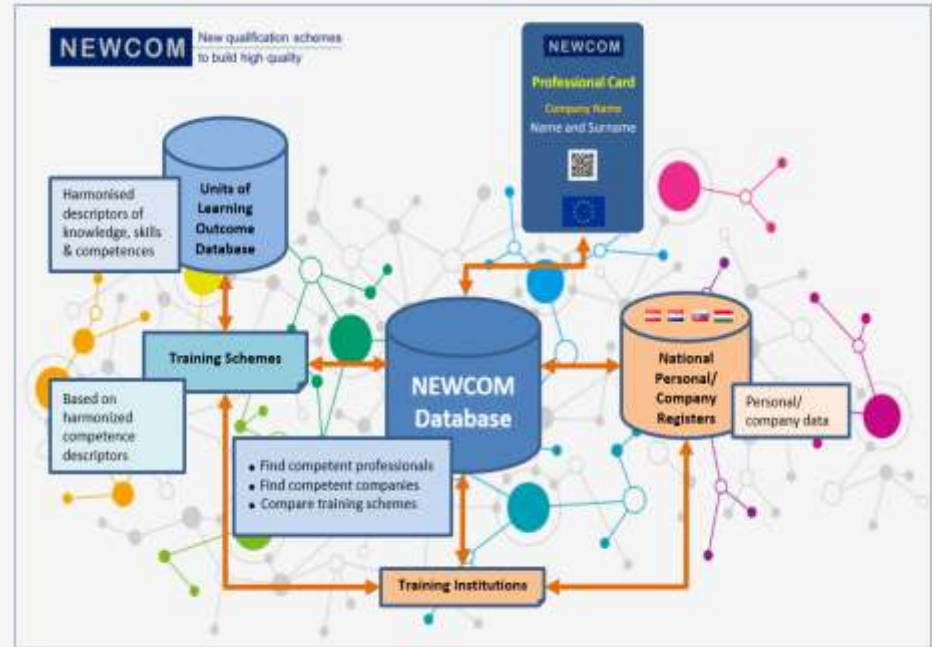 NEWCOM
New qualification schemes
to build high quality
NEWCOM
Professional Card
Company Name
Name and Surname
Units of
Learning
Outcome
Database
Harmonised
descriptors of
knowledge, skills
& competences
Training Schemes
Based on
harmonized
competence
descriptors
NEWCOM
Database
National
Personal/
Company
Registers
Personal/
company data
• Find competent professionals
• Find competent companies
• Compare training schemes
Training Institutions